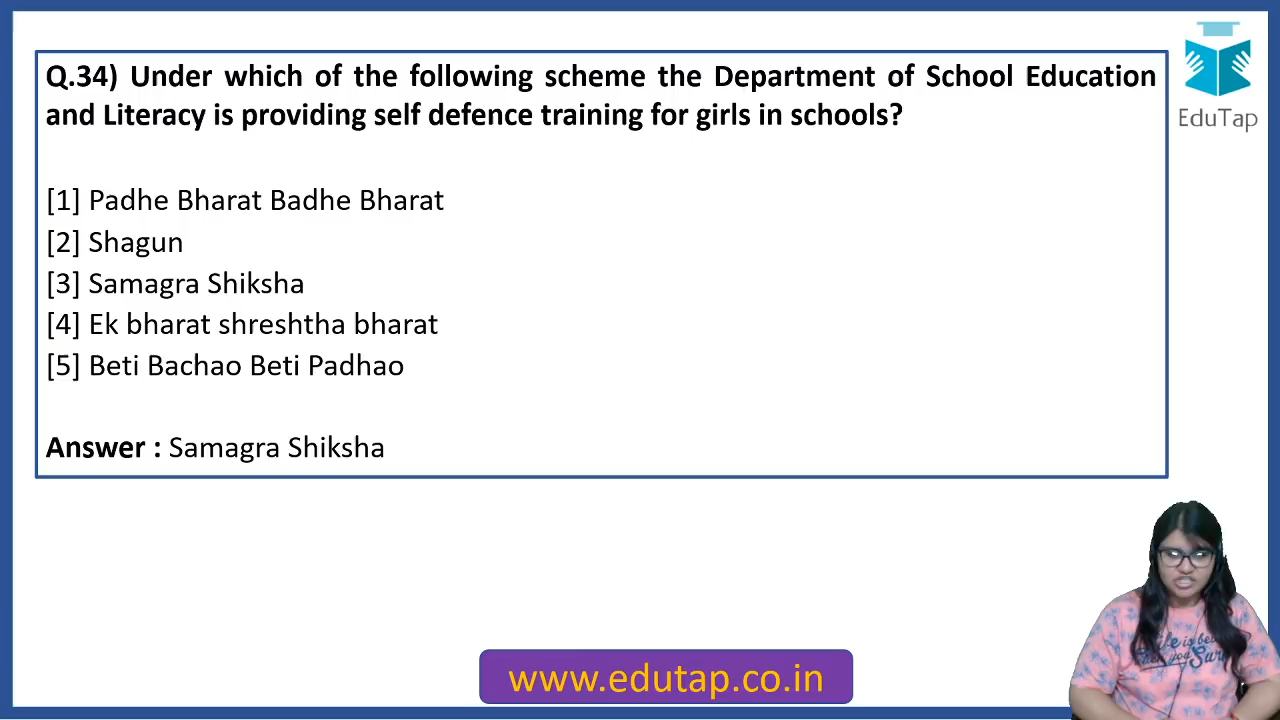 Q.34) Under which of the following scheme the Department of School Education
and Literacy is providing self defence training for girls in schools?
[1] Padhe Bharat Badhe Bharat
[2] Shagun
[3] Samagra Shiksha
[4] Ek bharat shreshtha bharat
[5] Beti Bachao Beti Padhao
Answer : Samagra Shiksha
EduTap
www.edutap.co.in